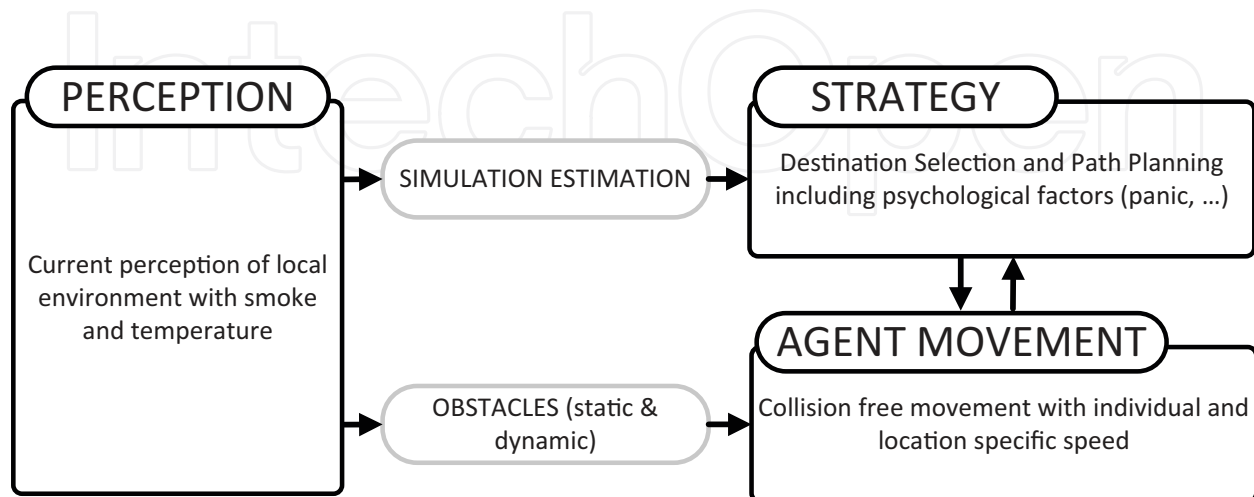 IntechOpen
PERCEPTION
Current perception of local
environment with smoke
and temperature
SIMULATION ESTIMATION
OBSTACLES (static &
dynamic)
STRATEGY
Destination Selection and Path Planning
including psychological factors (panic, ...)
AGENT MOVEMENT
Collision free movement with individual and
location specific speed